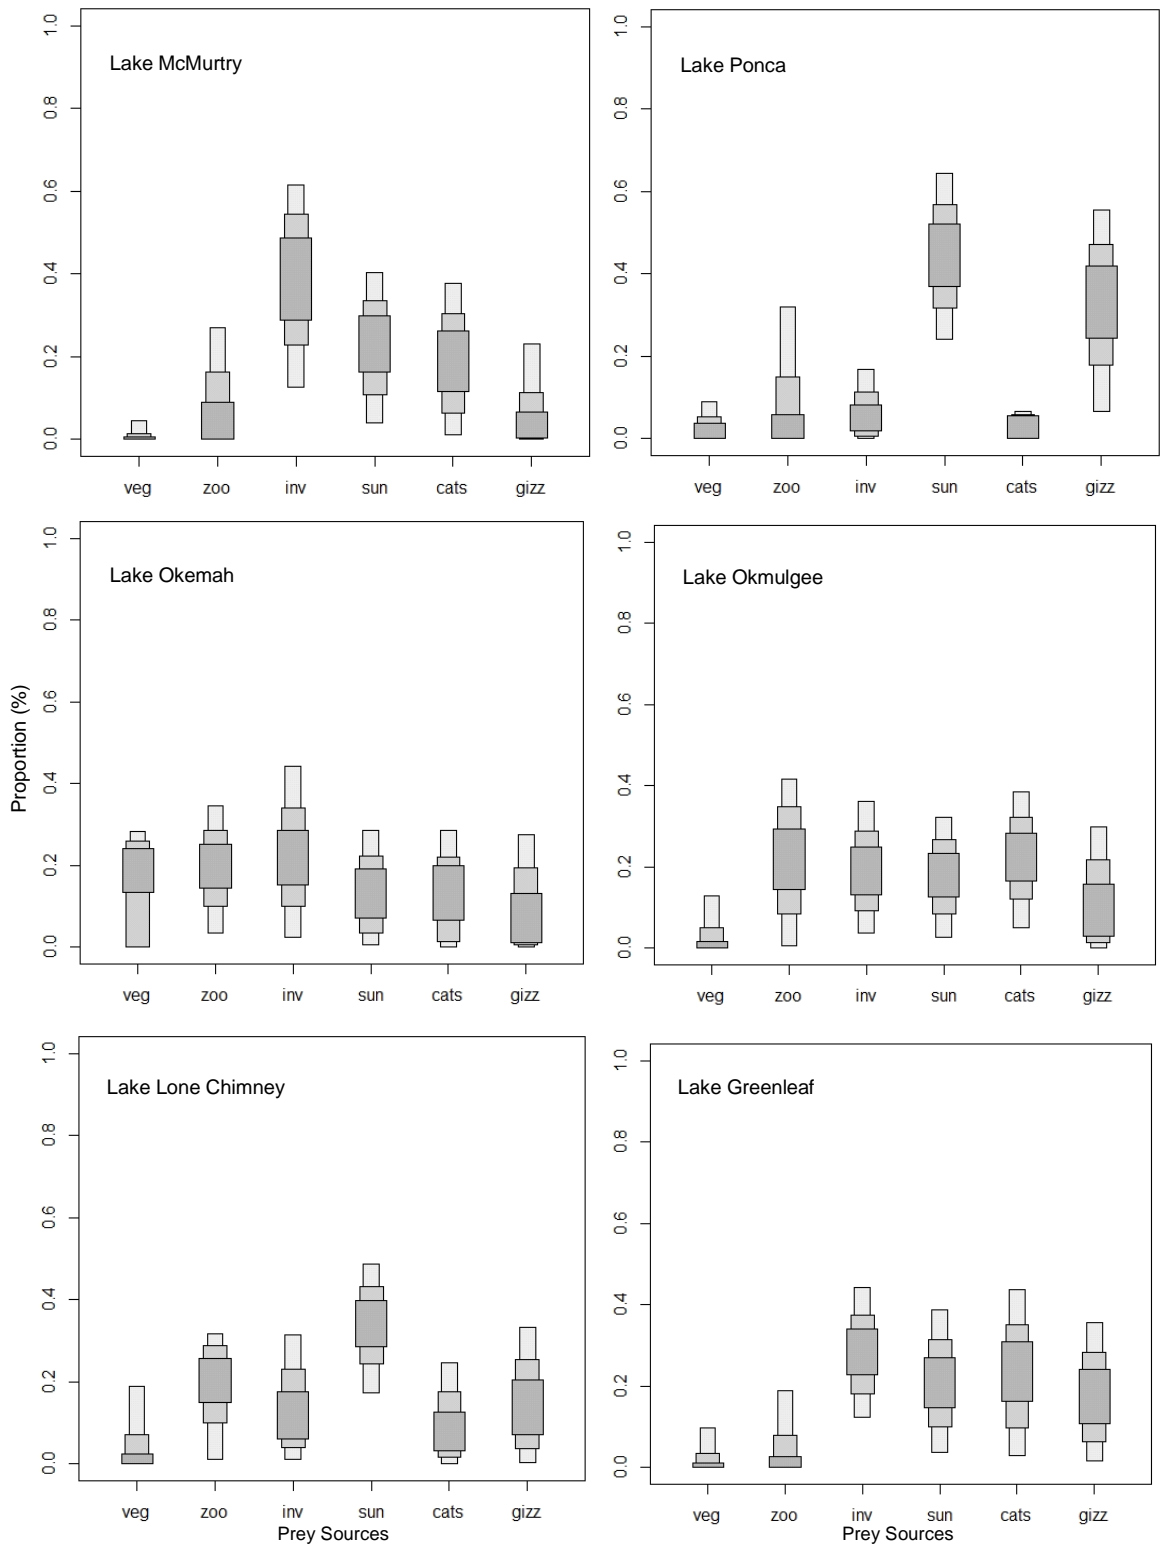 Lake McMurtry
1.0
0.8
0.6
0.4
0.2
0.0
veg zoo inv sun cats gizz
Lake Ponca
1.0
0.8
0.6
0.4
0.2
0.0
veg zoo inv sun cats gizz
Proportion (%)
Lake Okemah
1.0
0.8
0.6
0.4
0.2
0.0
veg zoo inv sun cats gizz
Lake Okmulgee
1.0
0.8
0.6
0.4
0.2
0.0
veg zoo inv sun cats gizz
Lake Lone Chimney
1.0
0.8
0.6
0.4
0.2
0.0
veg zoo inv sun cats gizz
Prey Sources
Lake Greenleaf
1.0
0.8
0.6
0.4
0.2
0.0
veg zoo inv sun cats gizz
Prey Sources